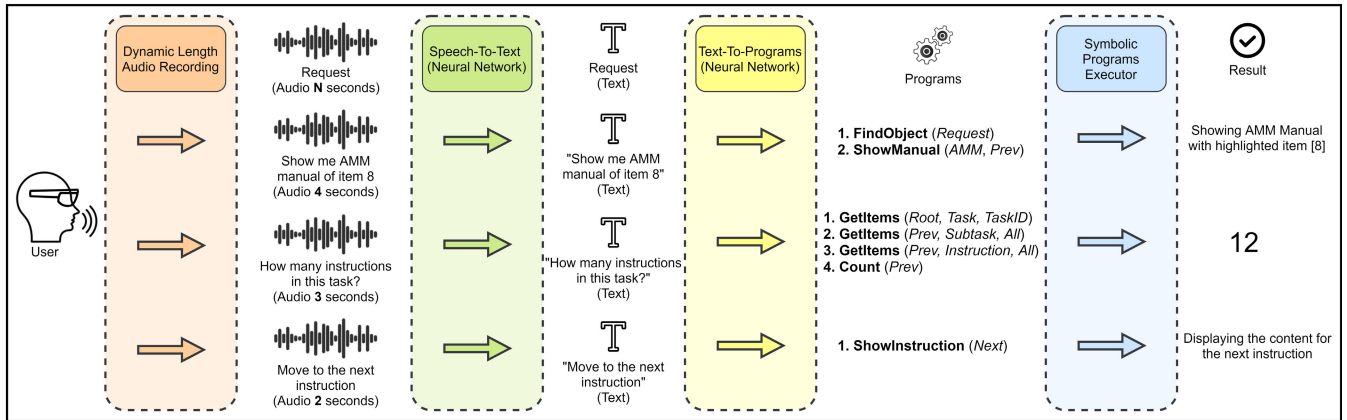 Dynamic Length
Audio Recording
Request
(Audio N seconds)
Speech-To-Text
(Neural Network)
Request
(Text)
Text-To-Programs
(Neural Network)
Programs
Symbolic
Programs
Executor
Result
User
Show me AMM
manual of item 8
(Audio 4 seconds)
"Show me AMM
manual of item 8"
(Text)
1. FindObject (Request)
2. ShowManual (AMM, Prev)
Showing AMM Manual
with highlighted item [8]
How many instructions
in this task?
(Audio 3 seconds)
"How many instructions
in this task?"
(Text)
1. GetItems (Root, Task, TaskID)
2. GetItems (Prev, Subtask, All)
3. GetItems (Prev, Instruction, All)
4. Count (Prev)
12
Move to the next
instruction
(Audio 2 seconds)
"Move to the next
instruction"
(Text)
1. ShowInstruction (Next)
Displaying the content for
the next instruction